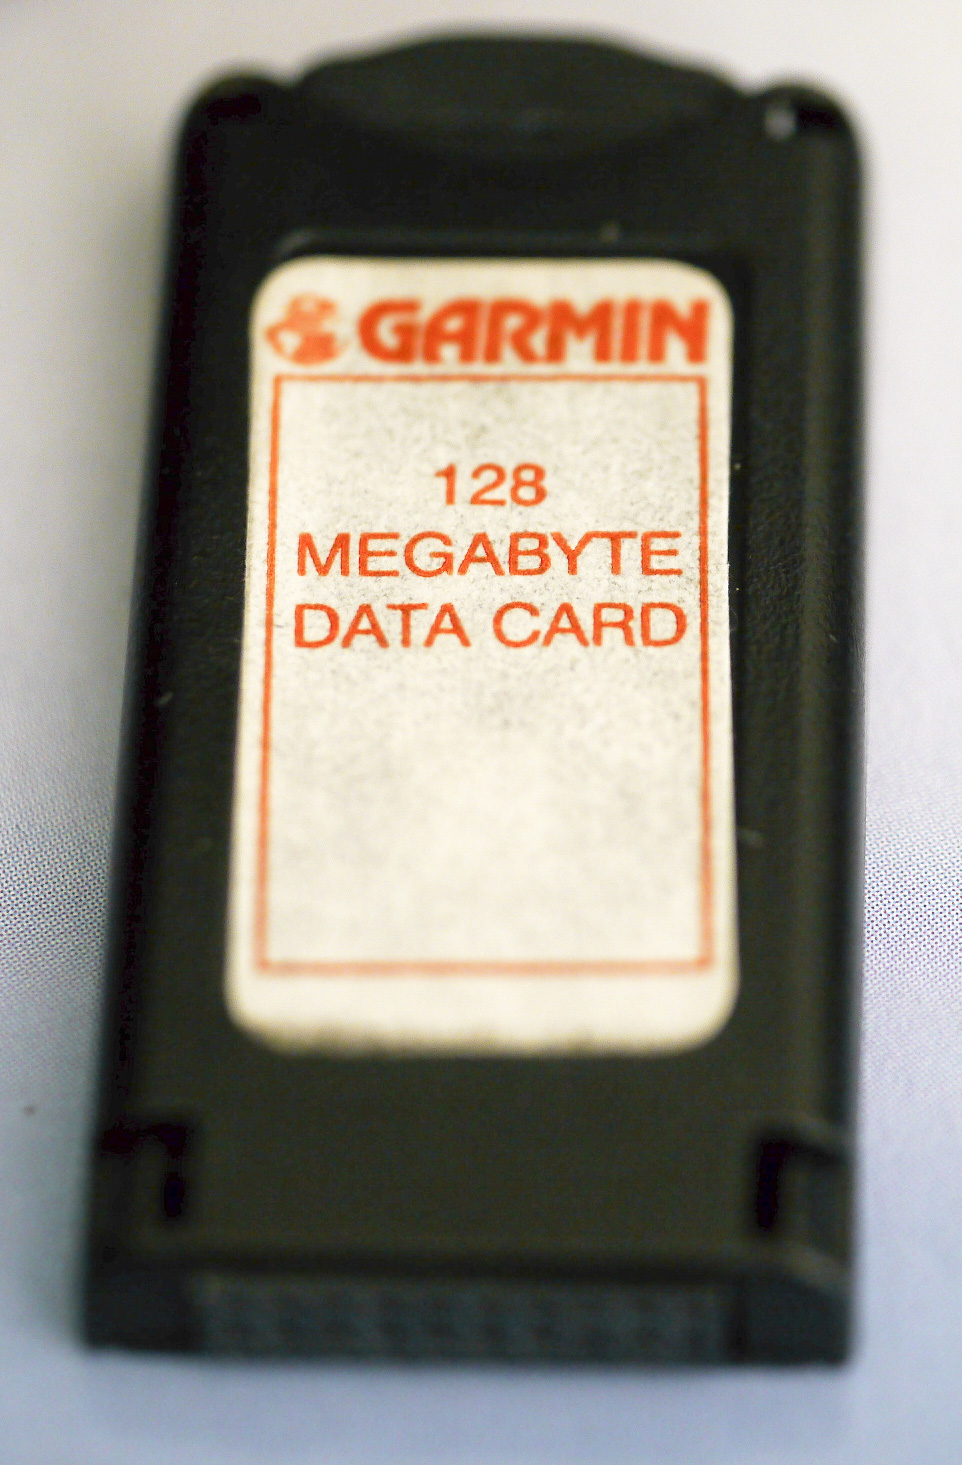 GARMIN
128
MEGABYTE
DATA CARD